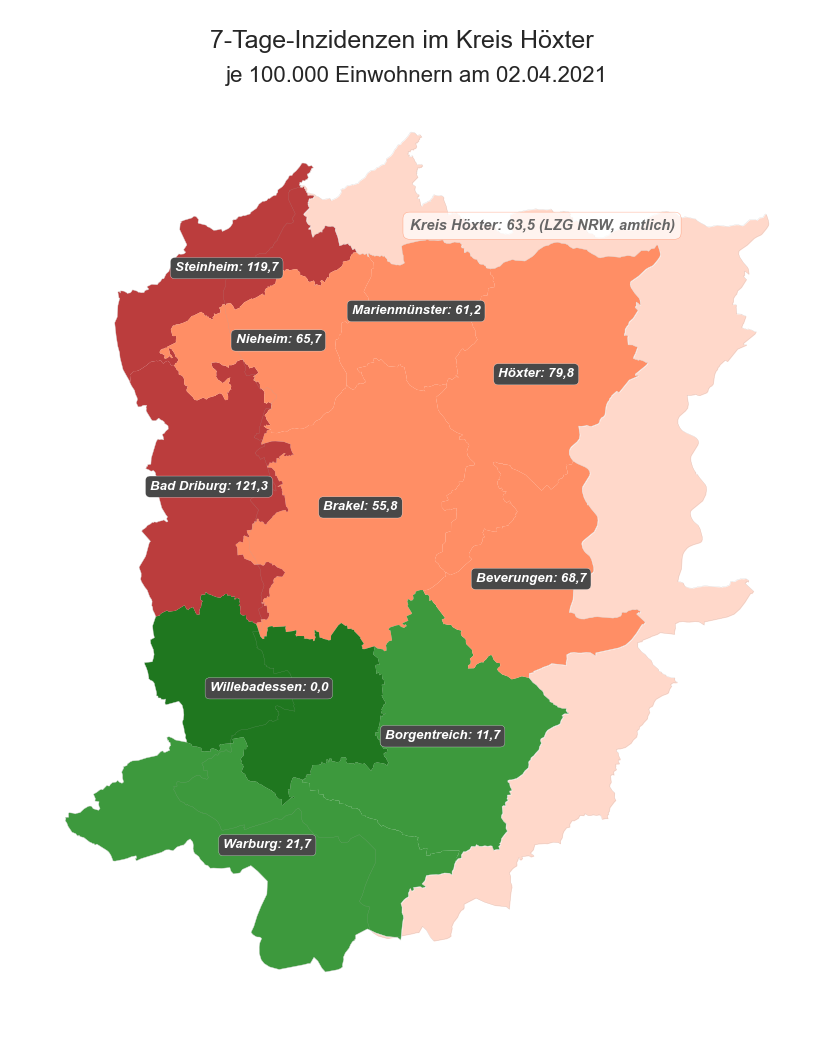 7-Tage-Inzidenzen im Kreis Höxter
je 100.000 Einwohnern am 02.04.2021
Kreis Höxter: 63,5 (LZG NRW, amtlich)
Steinheim: 119,7
Marienmünster: 61,2
Nieheim: 65,7
Höxter: 79,8
Bad Driburg: 121,3
Brakel: 55,8
Beverungen: 68,7
Willebadessen: 0,0
Borgentreich: 11,7
Warburg: 21,7